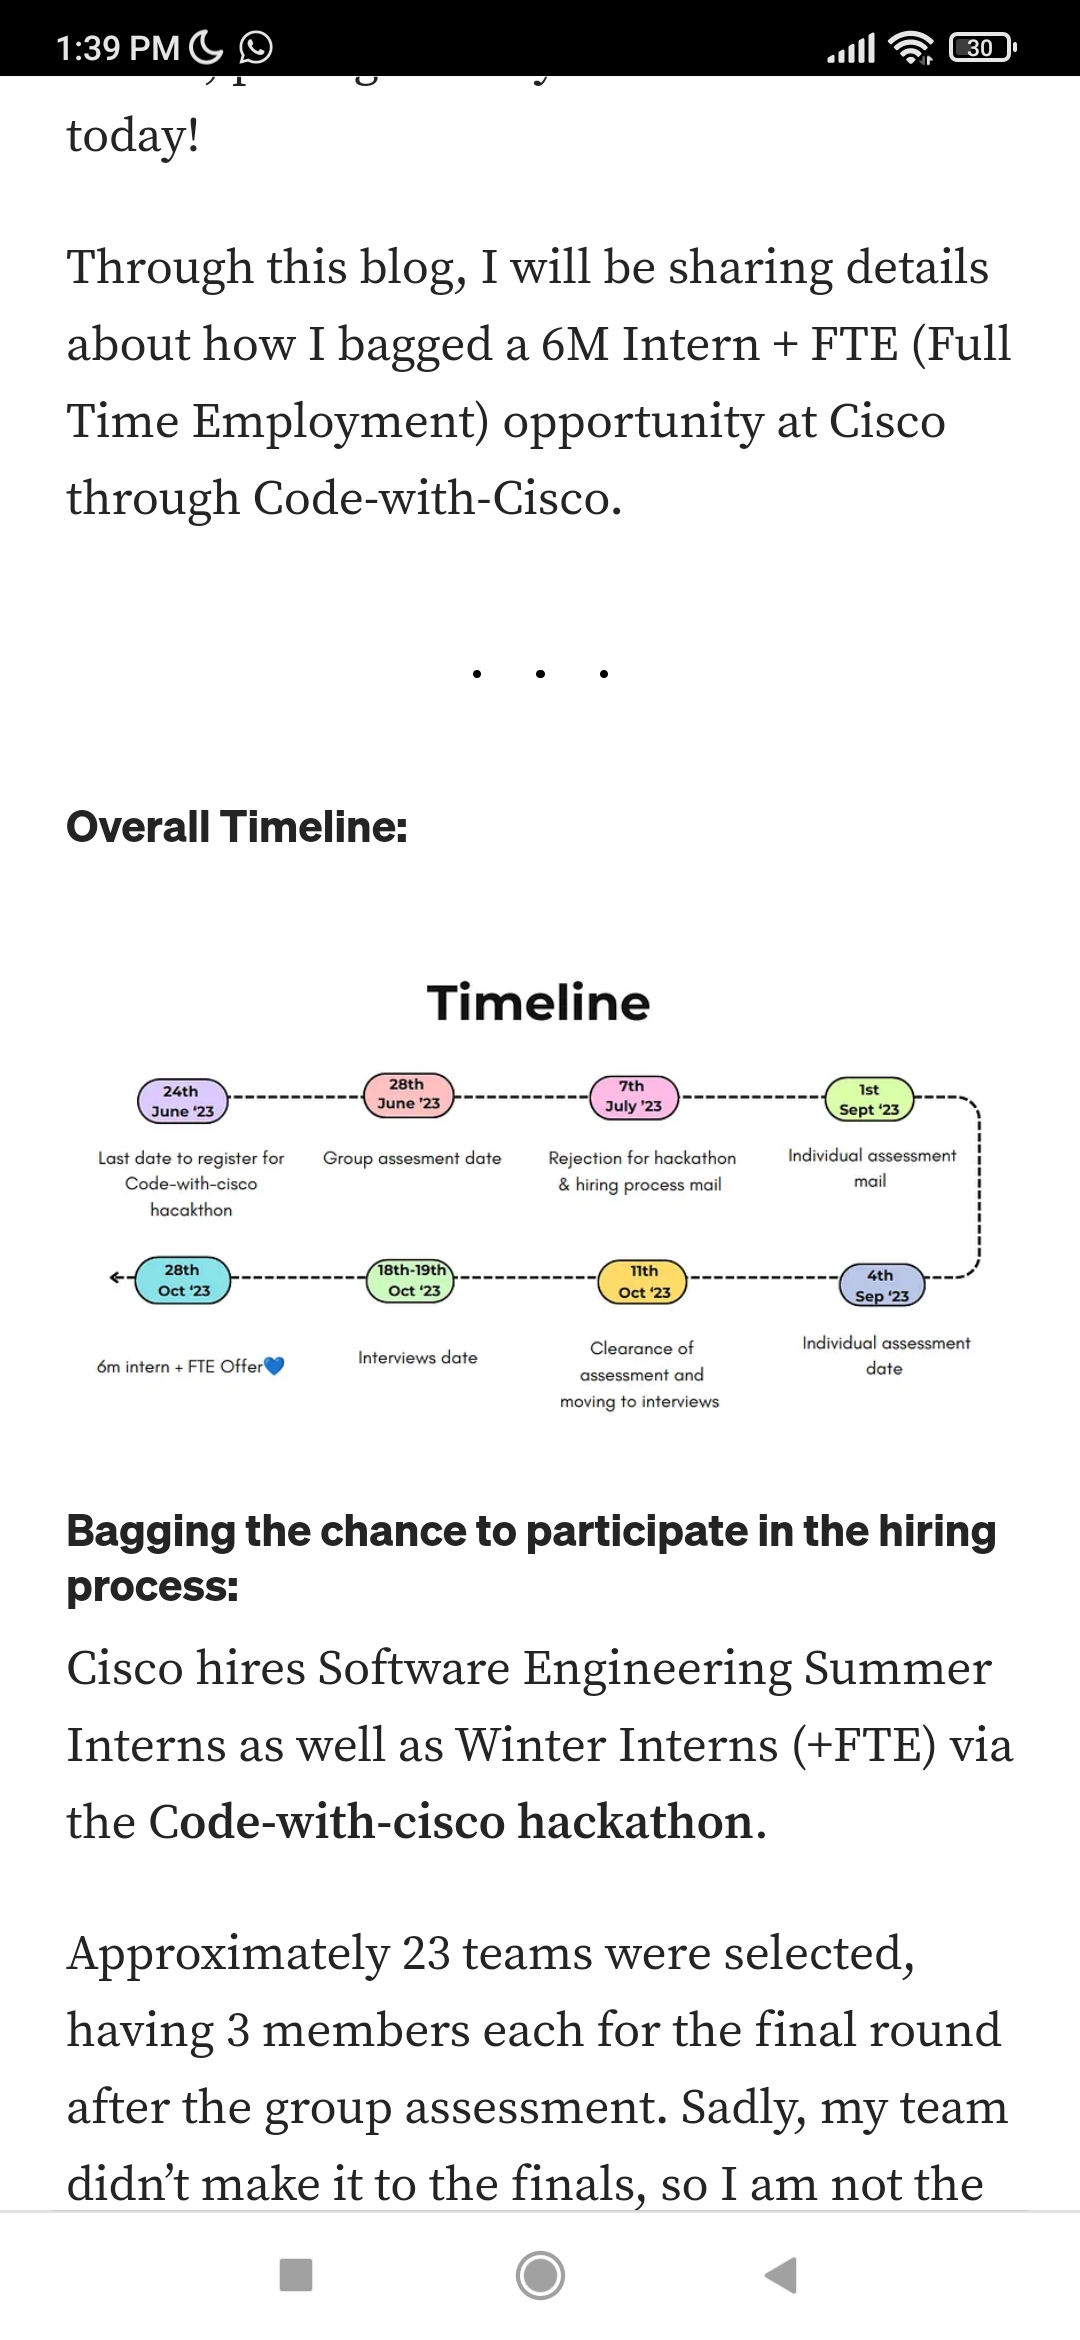 1:39 PM
30
today!
Through this blog, I will be sharing details
about how I bagged a 6M Intern + FTE (Full
Time Employment) opportunity at Cisco
through Code-with-Cisco.
. . .
Overall Timeline:
Timeline
24th
June ‘23
Last date to register for
Code-with-cisco
hacakthon
28th
June '23
Group assesment date
7th
July '23
Rejection for hackathon
& hiring process mail
1st
Sept ‘23
Individual assessment
mail
28th
Oct ‘23
6m intern + FTE Offer💙
18th-19th
Oct ‘23
Interviews date
11th
Oct ‘23
Clearance of
assessment and
moving to interviews
4th
Sep ‘23
Individual assessment
date
Bagging the chance to participate in the hiring
process:
Cisco hires Software Engineering Summer
Interns as well as Winter Interns (+FTE) via
the Code-with-cisco hackathon.
Approximately 23 teams were selected,
having 3 members each for the final round
after the group assessment. Sadly, my team
didn’t make it to the finals, so I am not the